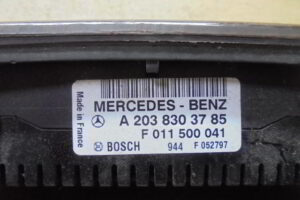 Made in France
MERCEDES - BENZ
A 203 830 37 85
F 011 500 041
BOSCH 944 F 052797